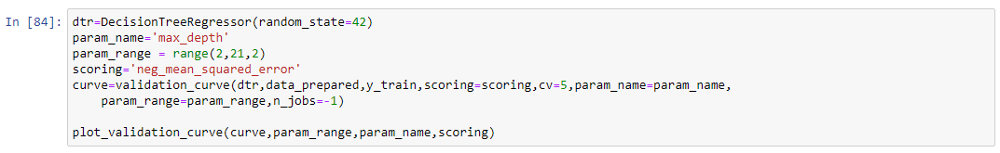 In [84]: dtr=DecisionTreeRegressor(random_state=42)
param_name='max_depth'
param_range = range(2,21,2)
scoring='neg_mean_squared_error'
curve=validation_curve(dtr,data_prepared,y_train,scoring=scoring,cv=5,param_name=param_name,
    param_range=param_range,n_jobs=-1)

plot_validation_curve(curve,param_range,param_name,scoring)